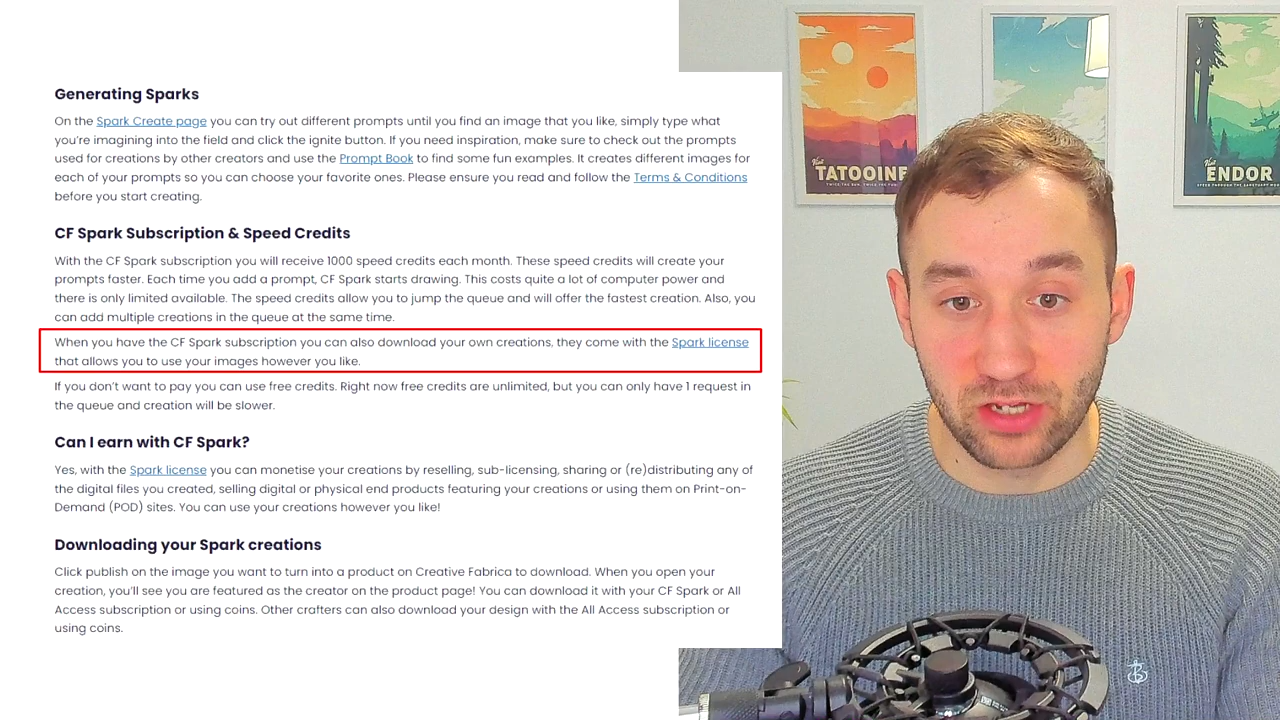 Generating Sparks
On the Spark Create page you can try out different prompts until you find an image that you like, simply type what
you're imagining into the field and click the ignite button. If you need inspiration, make sure to check out the prompts
used for creations by other creators and use the Prompt Book to find some fun examples. It creates different images for
each of your prompts so you can choose your favorite ones. Please ensure you read and follow the Terms & Conditions
before you start creating.
CF Spark Subscription & Speed Credits
With the CF Spark subscription you will receive 1000 speed credits each month. These speed credits will create your
prompts faster. Each time you add a prompt, CF Spark starts drawing. This costs quite a lot of computer power and
there is only limited available. The speed credits allow you to jump the queue and will offer the fastest creation. Also, you
can add multiple creations in the queue at the same time.
When you have the CF Spark subscription you can also download your own creations, they come with the Spark license
that allows you to use your images however you like.
If you don't want to pay you can use free credits. Right now free credits are unlimited, but you can only have 1 request in
the queue and creation will be slower.
Can I earn with CF Spark?
Yes, with the Spark license you can monetise your creations by reselling, sub-licensing, sharing or (re)distributing any of
the digital files you created, selling digital or physical end products featuring your creations or using them on Print-on-
Demand (POD) sites. You can use your creations however you like!
Downloading your Spark creations
Click publish on the image you want to turn into a product on Creative Fabrica to download. When you open your
creation, you'll see you are featured as the creator on the product page! You can download it with your CF Spark or All
Access subscription or using coins. Other crafters can also download your design with the All Access subscription or
using coins.
Visit
TATOOINE
Visit
ENDOR